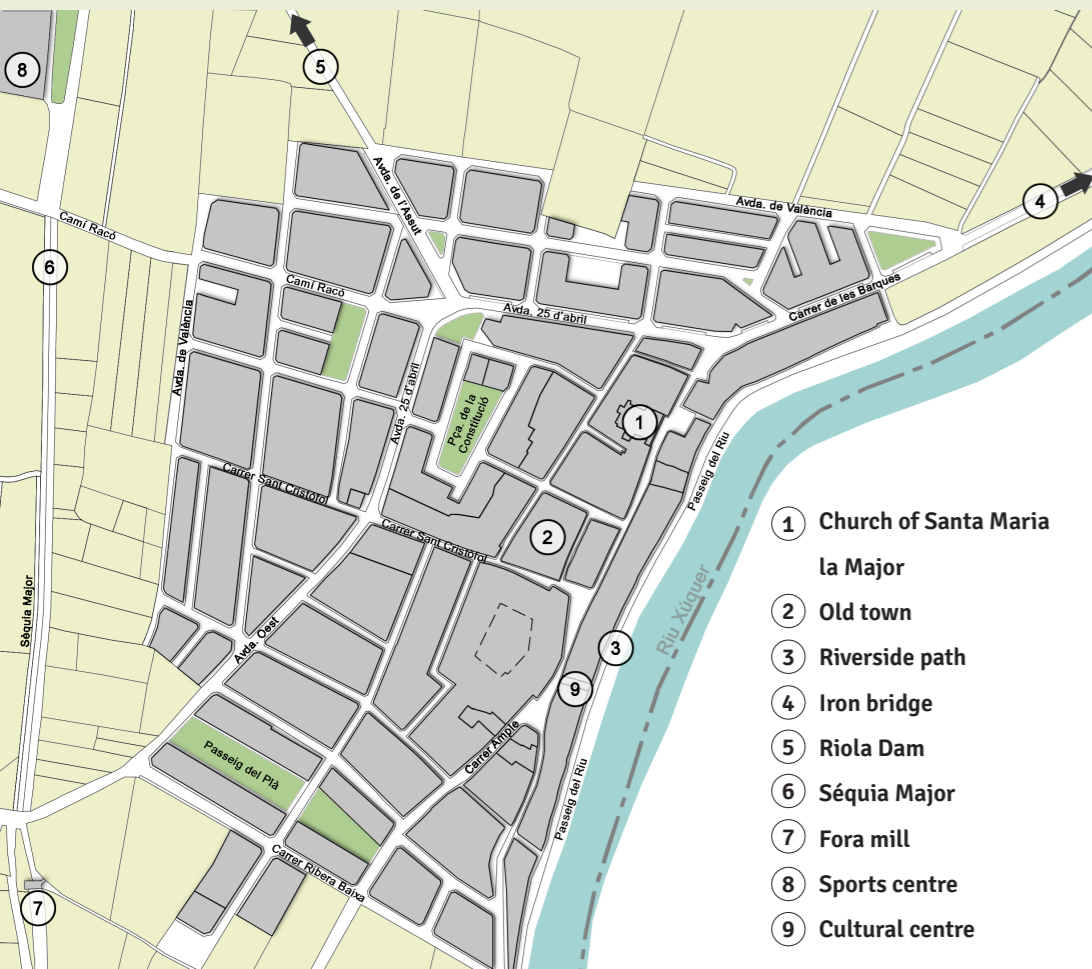 8
5
4
6
7
1
2
3
9
Avda. de l'Assut
Avda. de València
Camí Racó
Camí Racó
Carrer de les Barques
Avda. 25 d'abril
Avda. de València
Avda. 25 d'abril
Pça. de la
Constitució
Passeig del Riu
Carrer Sant Cristòfol
Carrer Sant Cristòfol
Séquia Major
Avda. Oest
Riu Xúquer
Carrer Ample
Passeig del Plà
Passeig del Riu
Carrer Ribera Baixa
1 Church of Santa Maria
la Major
2 Old town
3 Riverside path
4 Iron bridge
5 Riola Dam
6 Séquia Major
7 Fora mill
8 Sports centre
9 Cultural centre